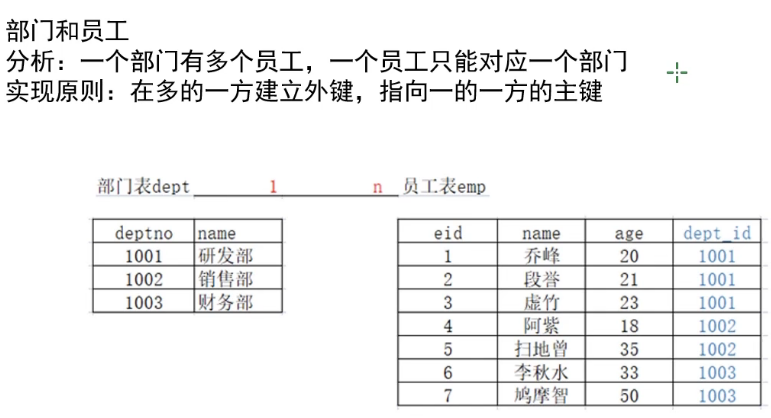 部门和员工
分析：一个部门有多个员工，一个员工只能对应一个部门
实现原则：在多的一方建立外键，指向一的一方的主键
部门表dept 1 n 员工表emp
deptno name
1001 研发部
1002 销售部
1003 财务部
eid name age dept_id
1 乔峰 20 1001
2 段誉 21 1001
3 虚竹 23 1001
4 阿紫 18 1002
5 扫地曾 35 1002
6 李秋水 33 1003
7 鸠摩智 50 1003